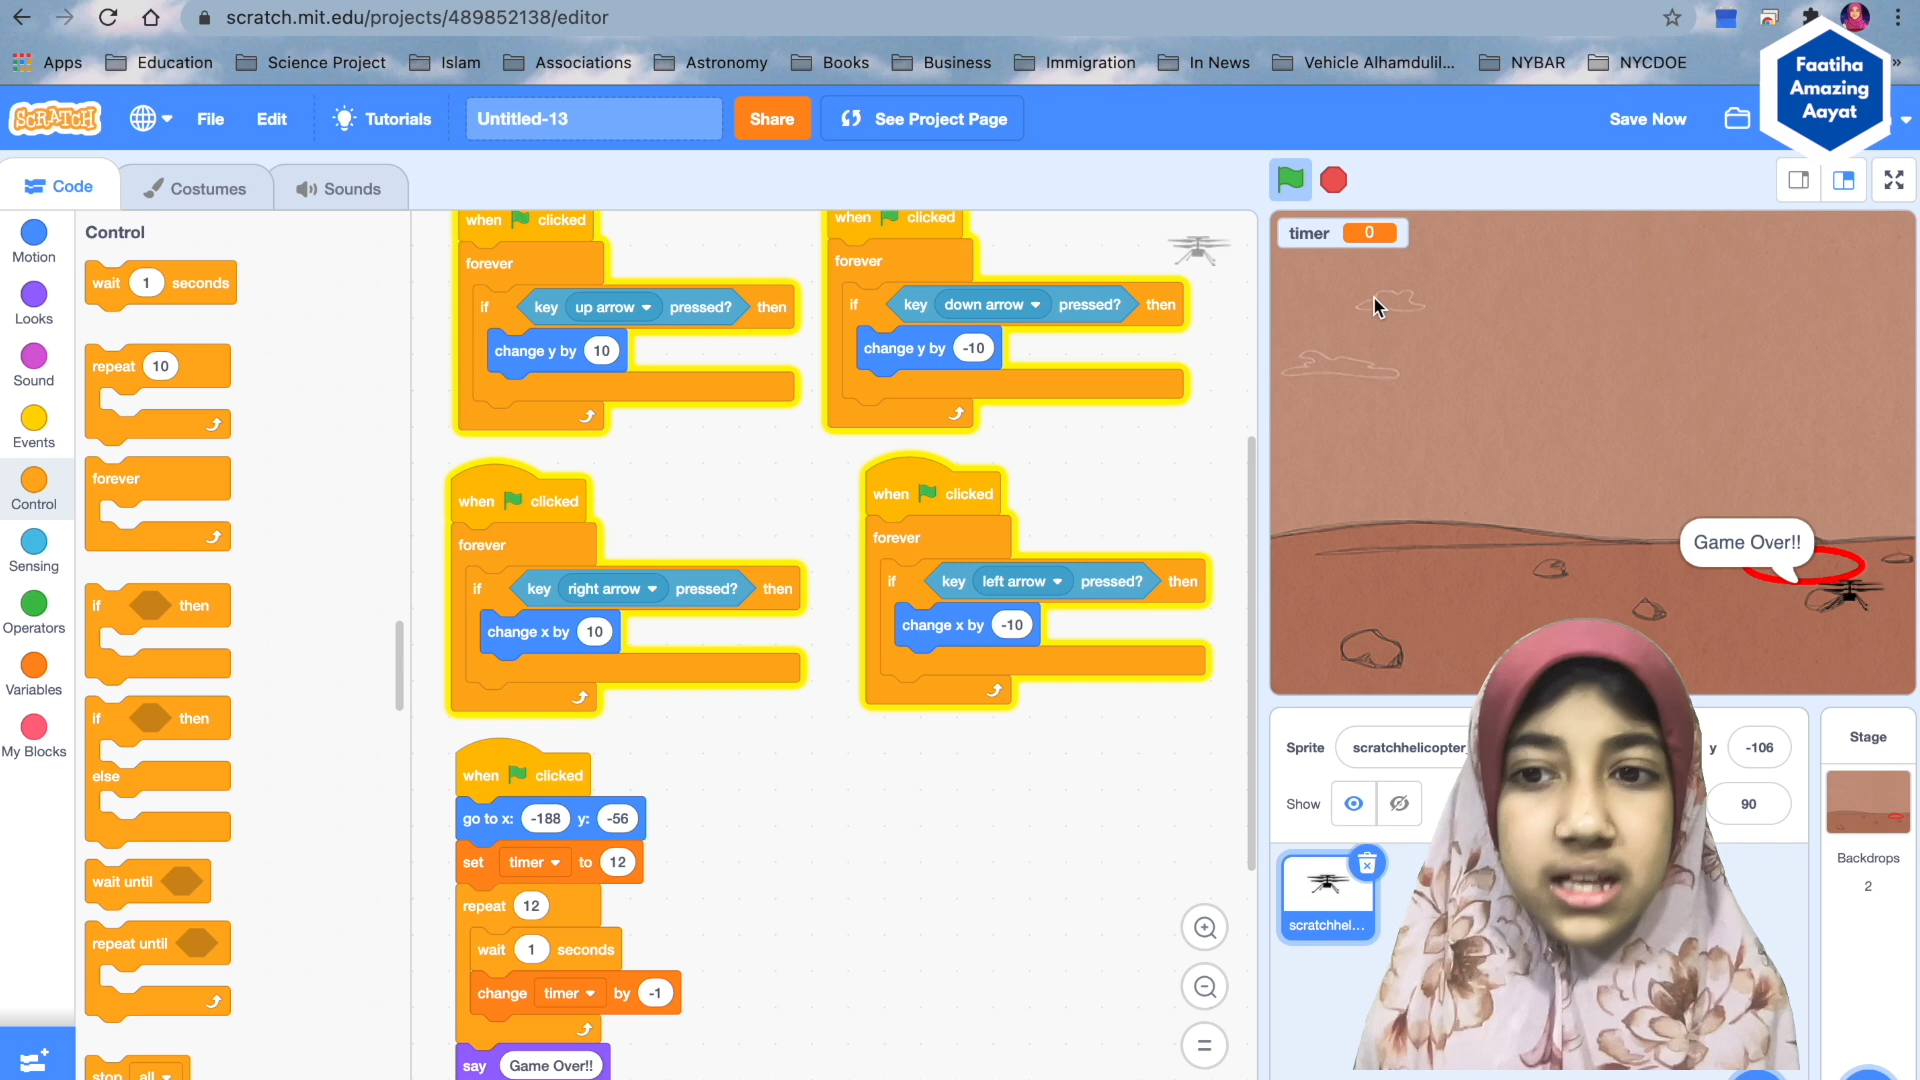 scratch.mit.edu/projects/489852138/editor
Apps Education Science Project Islam Associations Astronomy Books Business Immigration In News Vehicle Alhamdulil... NYBAR NYCDOE »
Faatiha
Amazing
Aayat
SCRATCH File Edit Tutorials Untitled-13 Share See Project Page Save Now
Code Costumes Sounds
Motion
Looks
Sound
Events
Control
Sensing
Operators
Variables
My Blocks
Control
wait 1 seconds
repeat 10
forever
if then
if then
else
wait until
repeat until
stop all
when clicked
forever
if key up arrow pressed? then
change y by 10
when clicked
forever
if key down arrow pressed? then
change y by -10
when clicked
forever
if key right arrow pressed? then
change x by 10
when clicked
forever
if key left arrow pressed? then
change x by -10
when clicked
go to x: -188 y: -56
set timer to 12
repeat 12
wait 1 seconds
change timer by -1
say Game Over!!
timer 0
Game Over!!
Sprite scratchhelicopter_ y -106
Show 90
scratchhel...
Stage
Backdrops
2